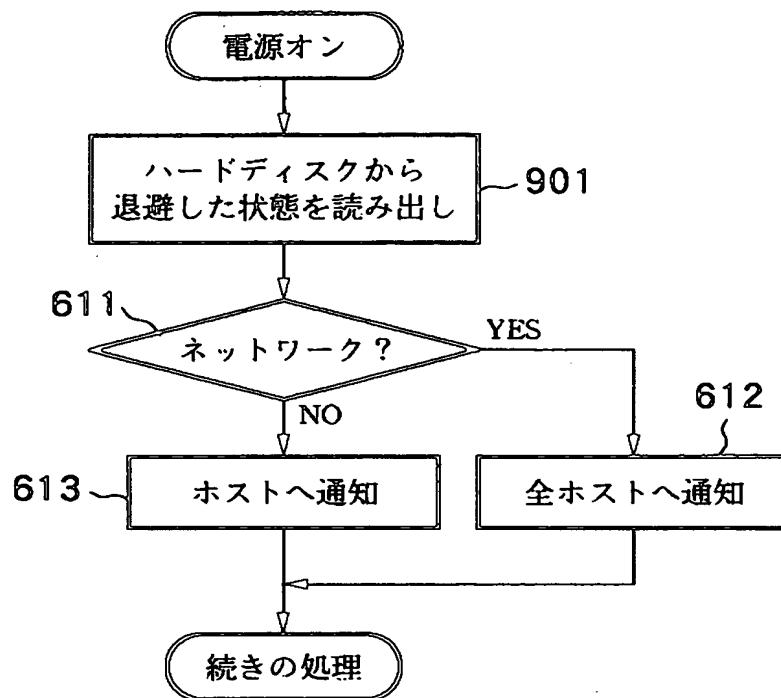 電源オン
ハードディスクから
退避した状態を読み出し
901
611
ネットワーク？
YES
NO
612
613
ホストへ通知
全ホストへ通知
続きの処理